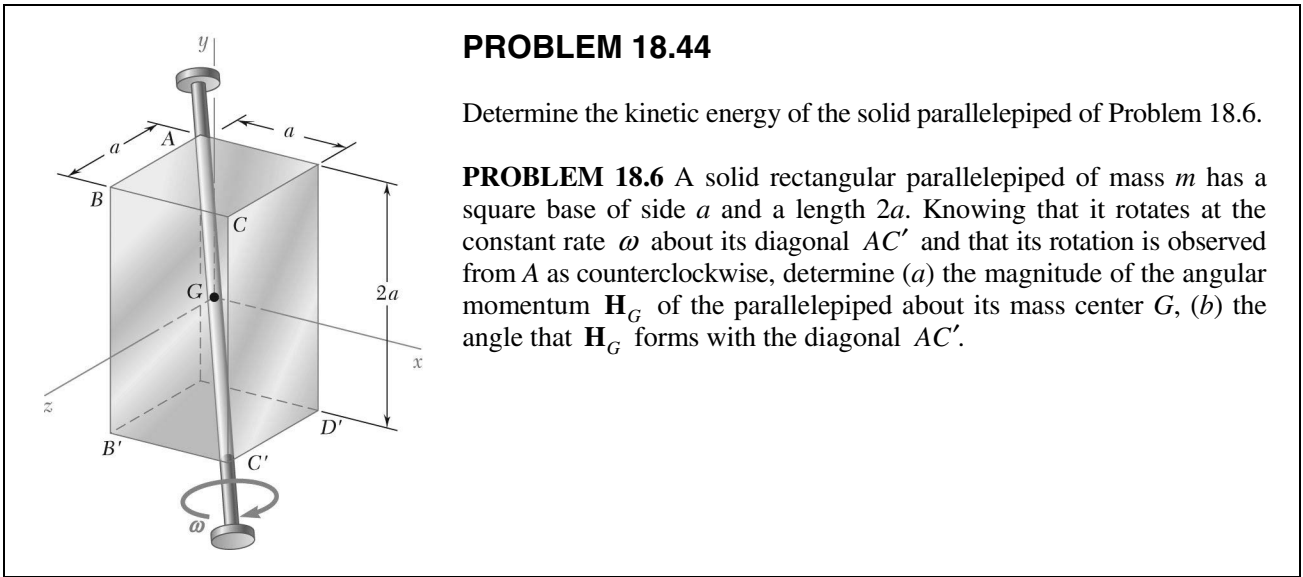 PROBLEM 18.44
Determine the kinetic energy of the solid parallelepiped of Problem 18.6.
PROBLEM 18.6 A solid rectangular parallelepiped of mass m has a
square base of side a and a length 2a. Knowing that it rotates at the
constant rate ω about its diagonal AC′ and that its rotation is observed
from A as counterclockwise, determine (a) the magnitude of the angular
momentum H_G of the parallelepiped about its mass center G, (b) the
angle that H_G forms with the diagonal AC′.
y
a
A
a
B
C
G
2a
x
z
D'
B'
C'
ω